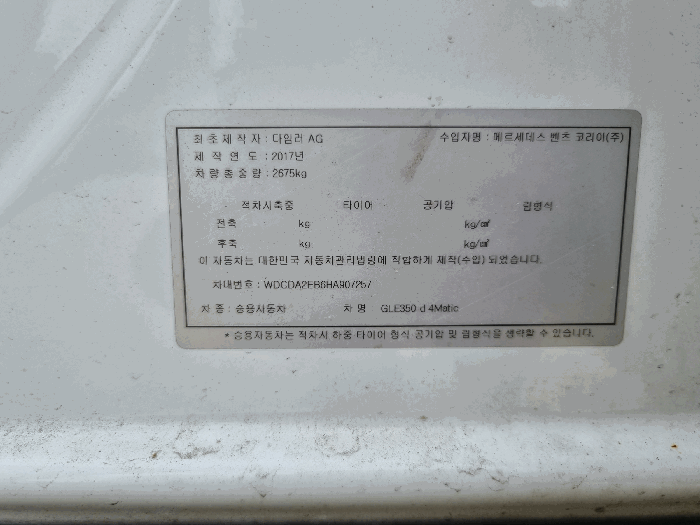 최초제작자 : 다임러 AG 수입자명 : 메르세데스 벤츠 코리아(주)
제 작 연 도 : 2017년
차 량 총 중 량 : 2675kg
적차시축중 타이어 공기압 림형식
전축 kg kg/㎠
후축 kg kg/㎠
이 자동차는 대한민국 자동차관리법령에 적합하게 제작(수입) 되었습니다.
차대번호 : WDCDA2EB6HA907257
차 종 : 승용자동차 차 명 GLE350 d 4Matic
* 승용자동차는 적차시 하중 타이어 형식 공기압 및 림형식을 생략할 수 있습니다.